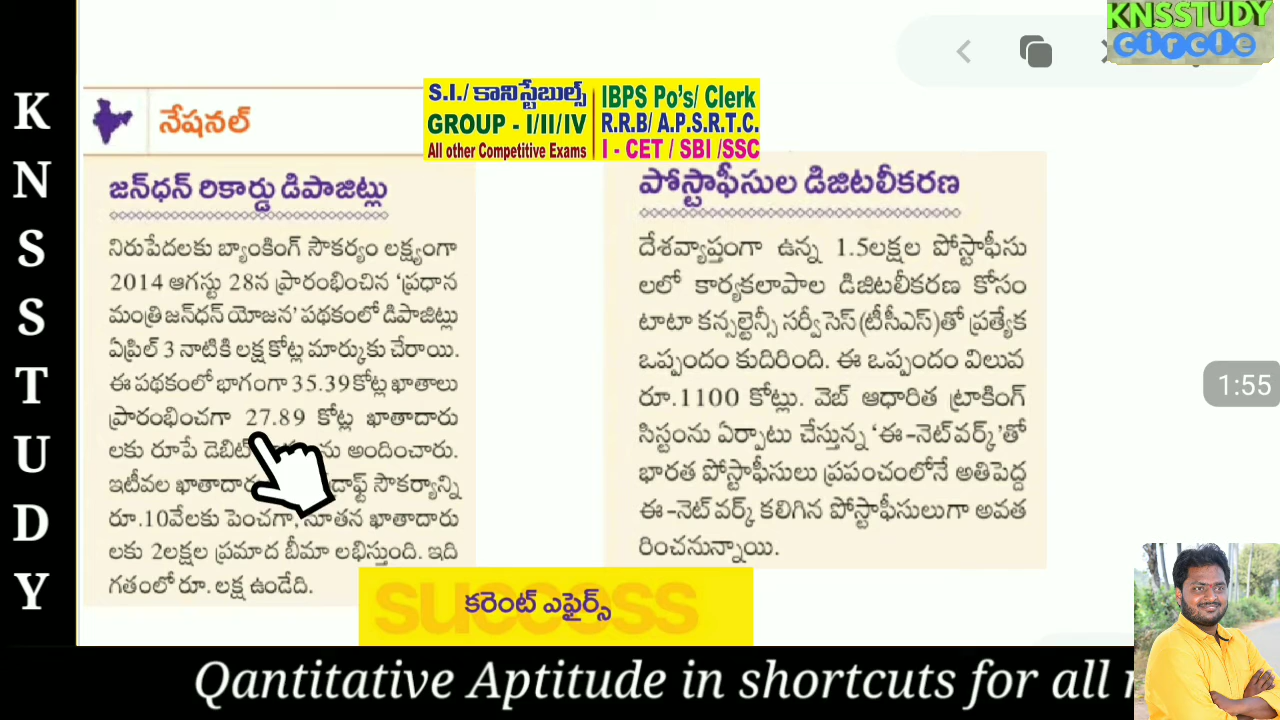 KNSSTUDY
circle
K
N
S
S
T
U
D
Y
S.I./ కానిస్టేబుల్స్
GROUP - I/II/IV
All other Competitive Exams
IBPS Po's/ Clerk
R.R.B/ A.P.S.R.T.C.
I - CET / SBI /SSC
నేషనల్
జన్‌ధన్ రికార్డు డిపాజిట్లు
నిరుపేదలకు బ్యాంకింగ్ సౌకర్యం లక్ష్యంగా
2014 ఆగస్టు 28న ప్రారంభించిన 'ప్రధాన
మంత్రి జన్‌ధన్ యోజన' పథకంలో డిపాజిట్లు
ఏప్రిల్ 3 నాటికి లక్ష కోట్ల మార్కుకు చేరాయి.
ఈ పథకంలో భాగంగా 35.39 కోట్ల ఖాతాలు
ప్రారంభించగా 27.89 కోట్ల ఖాతాదారు
లకు రూపే డెబిట్ ను అందించారు.
ఇటీవల సౌకర్యాన్ని
రూ.10వేలకు పెంచగా, నూతన ఖాతాదారు
లకు 2లక్షల ప్రమాద బీమా లభిస్తుంది. ఇది
గతంలో రూ. లక్ష ఉండేది.
పోస్టాఫీసుల డిజిటలీకరణ
దేశవ్యాప్తంగా ఉన్న 1.5లక్షల పోస్టాఫీసు
లలో కార్యకలాపాల డిజిటలీకరణ కోసం
టాటా కన్సల్టెన్సీ సర్వీసెస్(టీసీఎస్)తో ప్రత్యేక
ఒప్పందం కుదిరింది. ఈ ఒప్పందం విలువ
రూ.1100 కోట్లు. వెబ్ ఆధారిత ట్రాకింగ్
సిస్టంను ఏర్పాటు చేస్తున్న 'ఈ-నెట్‌వర్క్'తో
భారత పోస్టాఫీసులు ప్రపంచంలోనే అతిపెద్ద
ఈ-నెట్‌వర్క్ కలిగిన పోస్టాఫీసులుగా అవత
రించనున్నాయి.
1:55
success
కరెంట్ ఎఫైర్స్
Qantitative Aptitude in shortcuts for all